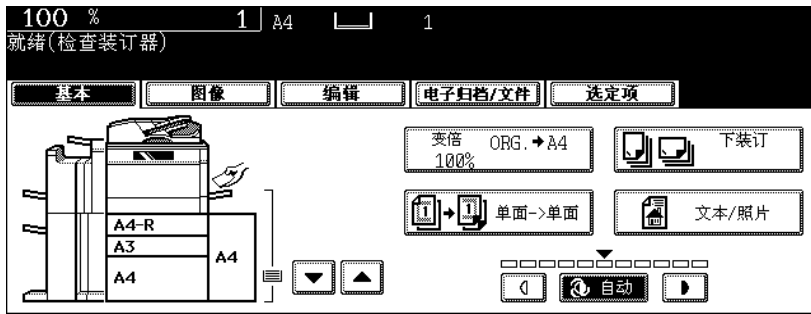 100 % 1 A4 1
就绪(检查装订器)
基本 图像 编辑 电子归档/文件 选定项
变倍 ORG.➔A4
100%
下装订
1➔1 单面->单面
文本/照片
A4-R
A3
A4
A4
自动